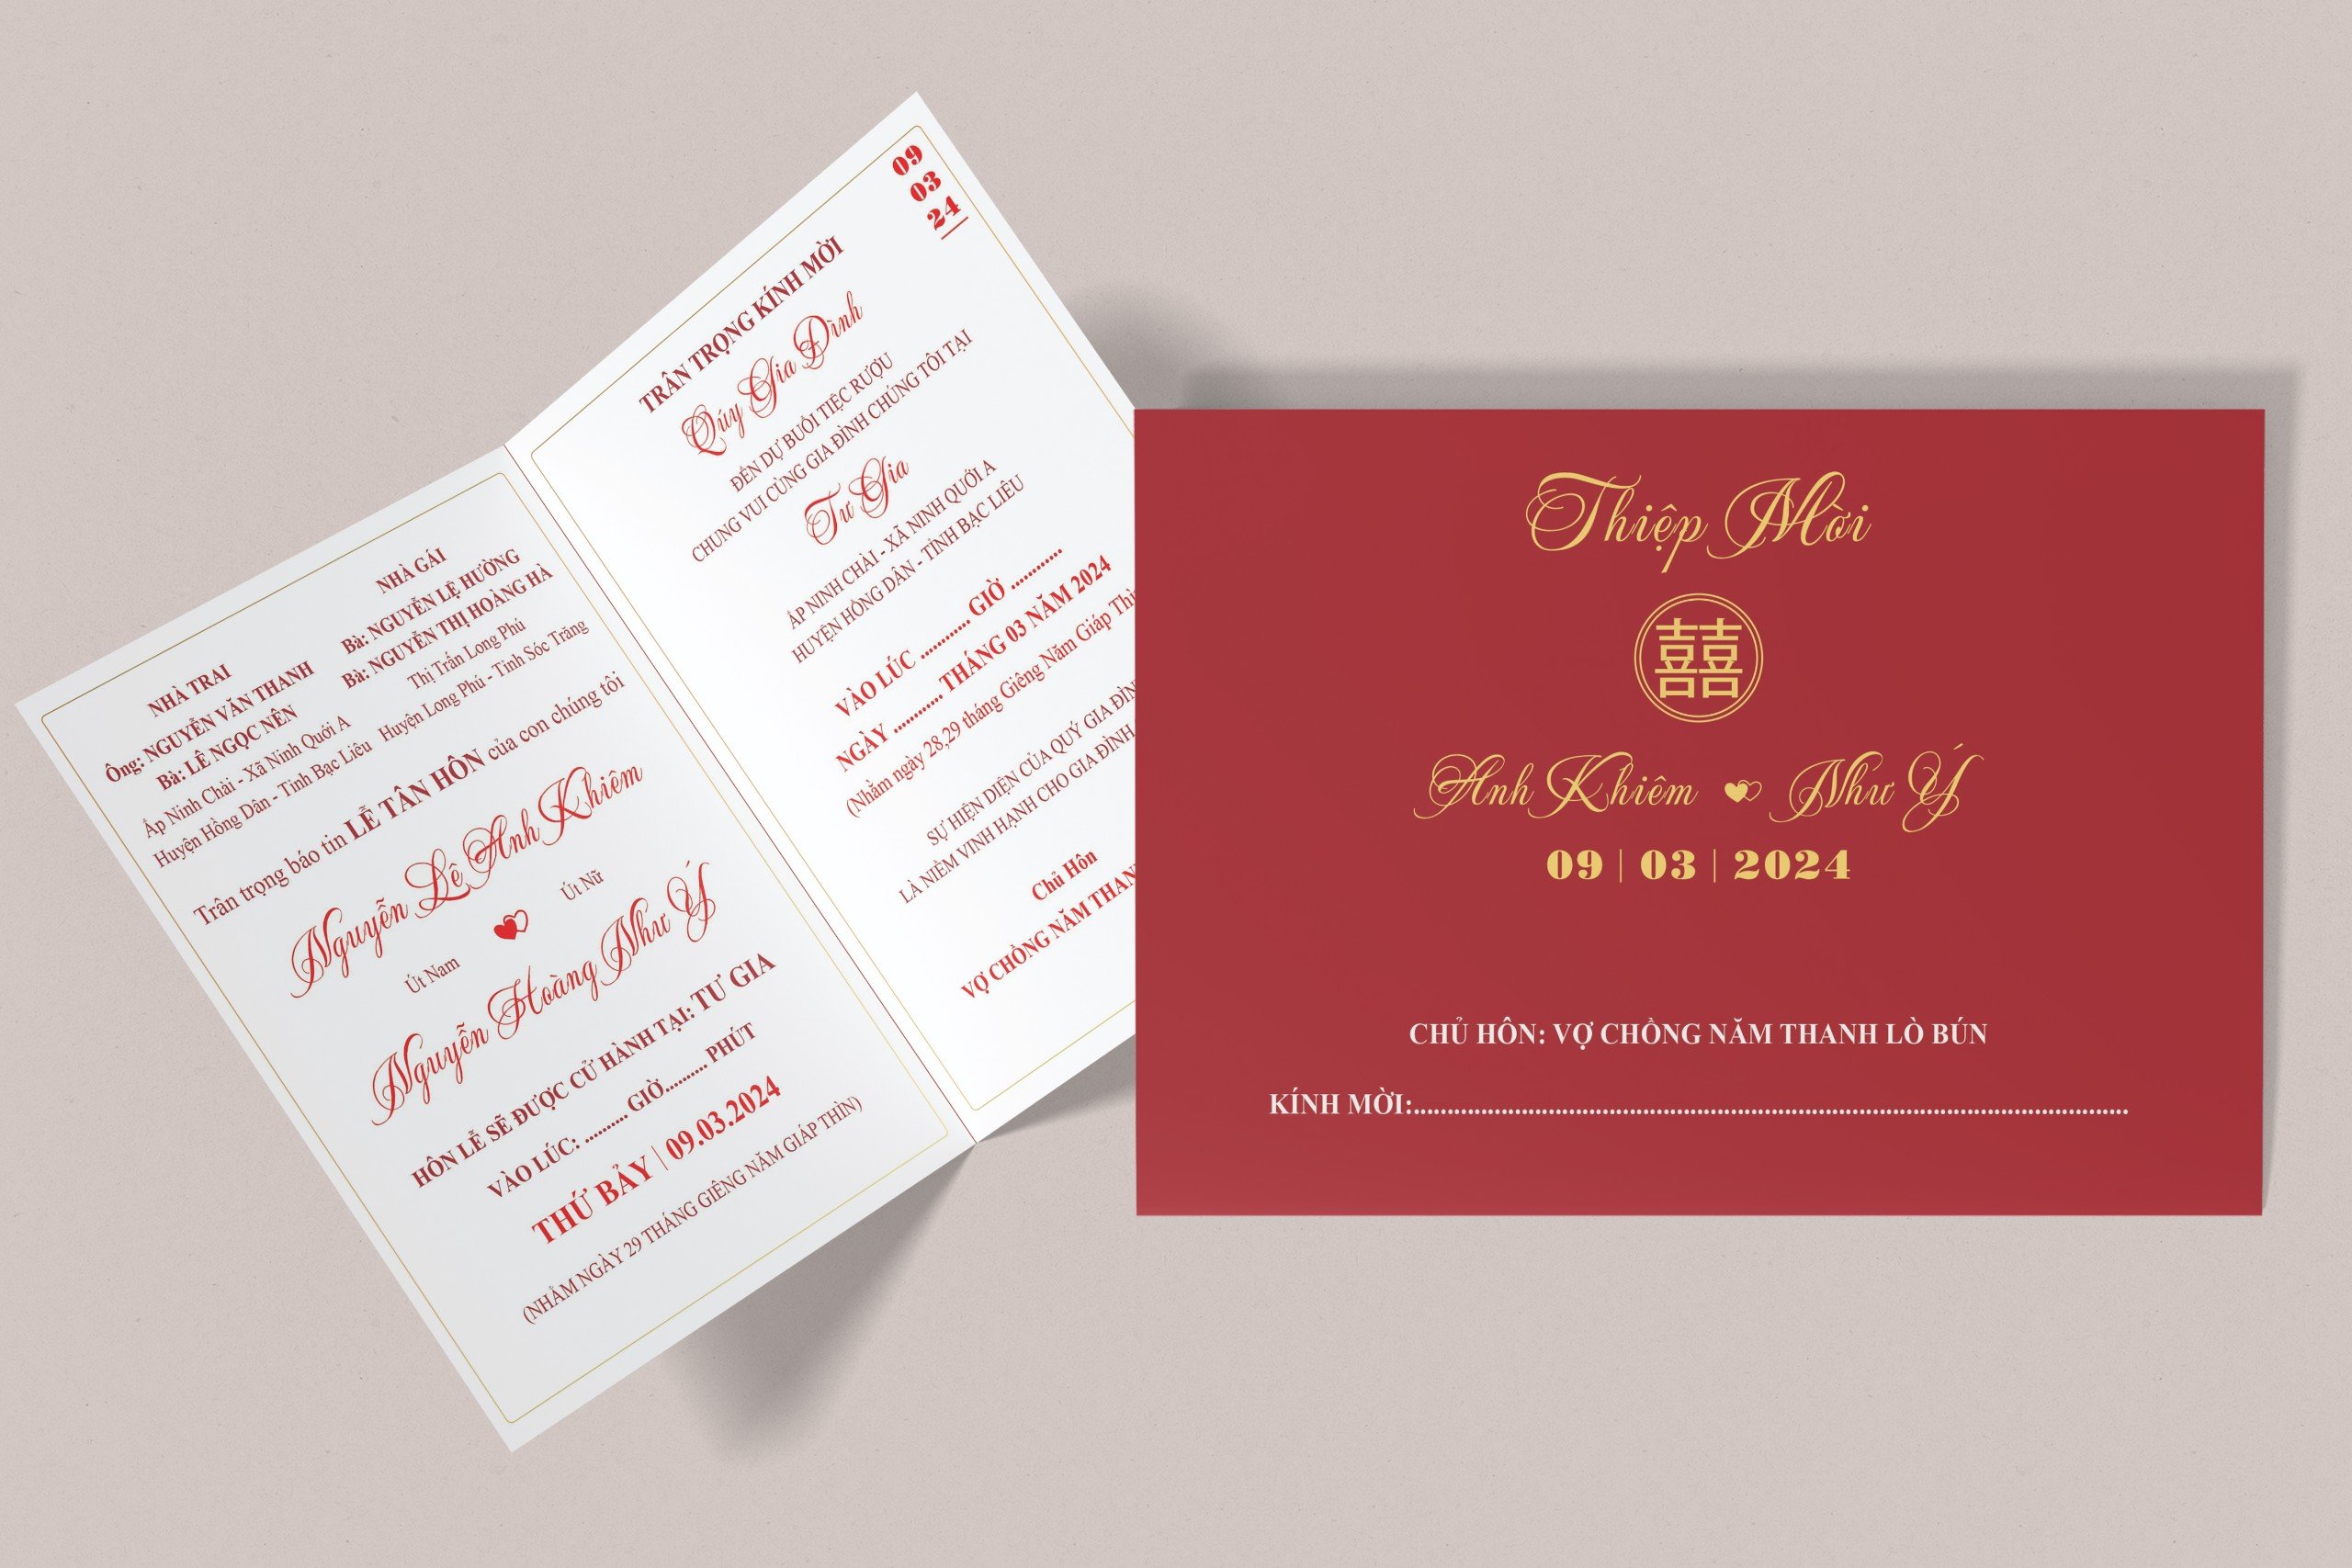 NHÀ TRAI
Ông: NGUYỄN VĂN THANH
Bà: LÊ NGỌC NÊN
Ấp Ninh Chài - Xã Ninh Quới A
Huyện Hồng Dân - Tỉnh Bạc Liêu
NHÀ GÁI
Bà: NGUYỄN LỆ HƯỜNG
Bà: NGUYỄN THỊ HOÀNG HÀ
Thị Trấn Long Phú
Huyện Long Phú - Tỉnh Sóc Trăng
Trân trọng báo tin LỄ TÂN HÔN của con chúng tôi
Nguyễn Lê Anh Khiêm
Út Nam
Út Nữ
Nguyễn Hoàng Như Ý
HÔN LỄ SẼ ĐƯỢC CỬ HÀNH TẠI: TƯ GIA
VÀO LÚC: ......... GIỜ.......... PHÚT
THỨ BẢY | 09.03.2024
(NHẰM NGÀY 29 THÁNG GIÊNG NĂM GIÁP THÌN)
09
03
24
TRÂN TRỌNG KÍNH MỜI
Qúy Gia Đình
ĐẾN DỰ BUỔI TIỆC RƯỢU
CHUNG VUI CÙNG GIA ĐÌNH CHÚNG TÔI TẠI
Tư Gia
ẤP NINH CHÀI - XÃ NINH QUỚI A
HUYỆN HỒNG DÂN - TỈNH BẠC LIÊU
VÀO LÚC ........... GIỜ ...........
NGÀY ........... THÁNG 03 NĂM 2024
(Nhằm ngày 28,29 tháng Giêng Năm Giáp Thì
SỰ HIỆN DIỆN CỦA QUÝ GIA ĐÌN
LÀ NIỀM VINH HẠNH CHO GIA ĐÌNH
Chủ Hôn
VỢ CHỒNG NĂM THAN
Thiệp Mời
囍
Anh Khiêm Như Ý
09 | 03 | 2024
CHỦ HÔN: VỢ CHỒNG NĂM THANH LÒ BÚN
KÍNH MỜI:..........................................................................................................